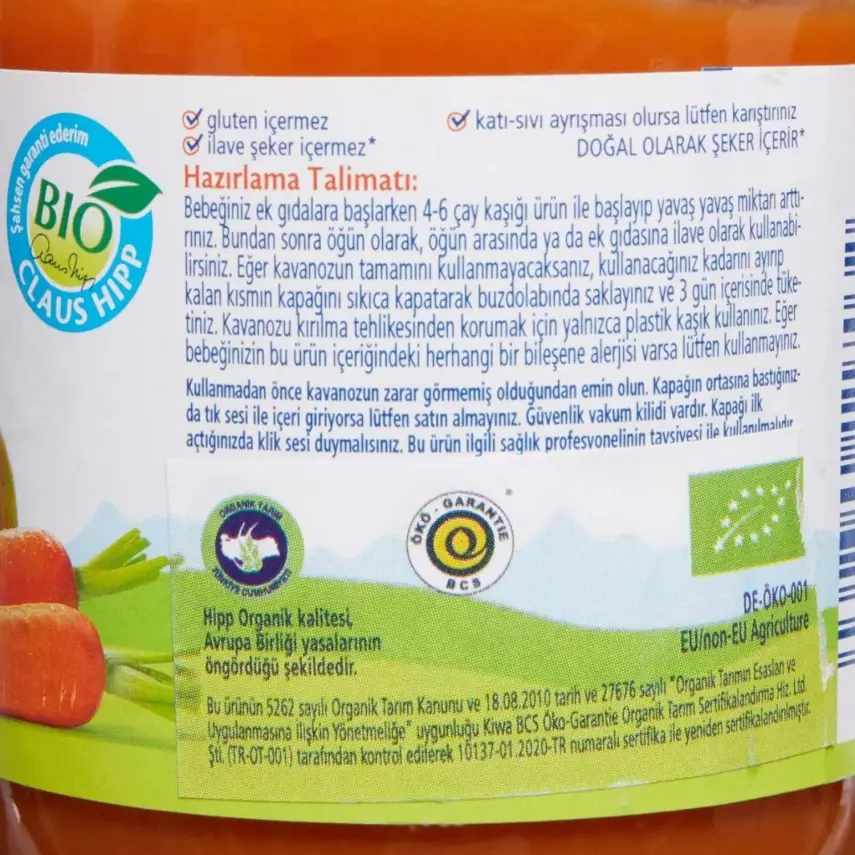 Şahsen garanti ederim
BIO
Claus Hipp
CLAUS HIPP
gluten içermez
ilave şeker içermez*
katı-sıvı ayrışması olursa lütfen karıştırınız
DOĞAL OLARAK ŞEKER İÇERİR*
Hazırlama Talimatı:
Bebeğiniz ek gıdalara başlarken 4-6 çay kaşığı ürün ile başlayıp yavaş yavaş miktarı arttı-
rınız. Bundan sonra öğün olarak, öğün arasında ya da ek gıdasına ilave olarak kullanabi-
lirsiniz. Eğer kavanozun tamamını kullanmayacaksanız, kullanacağınız kadarını ayırıp
kalan kısmın kapağını sıkıca kapatarak buzdolabında saklayınız ve 3 gün içerisinde tüke-
tiniz. Kavanozu kırılma tehlikesinden korumak için yalnızca plastik kaşık kullanınız. Eğer
bebeğinizin bu ürün içeriğindeki herhangi bir bileşene alerjisi varsa lütfen kullanmayınız.
Kullanmadan önce kavanozun zarar görmemiş olduğundan emin olun. Kapağın ortasına bastığınız-
da tık sesi ile içeri giriyorsa lütfen satın almayınız. Güvenlik vakum kilidi vardır. Kapağı ilk
açtığınızda klik sesi duymalısınız. Bu ürün ilgili sağlık profesyonelinin tavsiyesi ile kullanılmalıdır.
ORGANİK TARIM
TÜRKİYE CUMHURİYETİ
ÖKO - GARANTIE
BCS
DE-ÖKO-001
EU/non-EU Agriculture
Hipp Organik kalitesi,
Avrupa Birliği yasalarının
öngördüğü şekildedir.
Bu ürünün 5262 sayılı Organik Tarım Kanunu ve 18.08.2010 tarih ve 27676 sayılı "Organik Tarımın Esasları ve
Uygulanmasına İlişkin Yönetmeliğe" uygunluğu Kiwa BCS Öko-Garantie Organik Tarım Sertifikalandırma Hiz. Ltd.
Şti. (TR-OT-001) tarafından kontrol edilerek 10137-01.2020-TR numaralı sertifika ile yeniden sertifikalandırılmıştır.